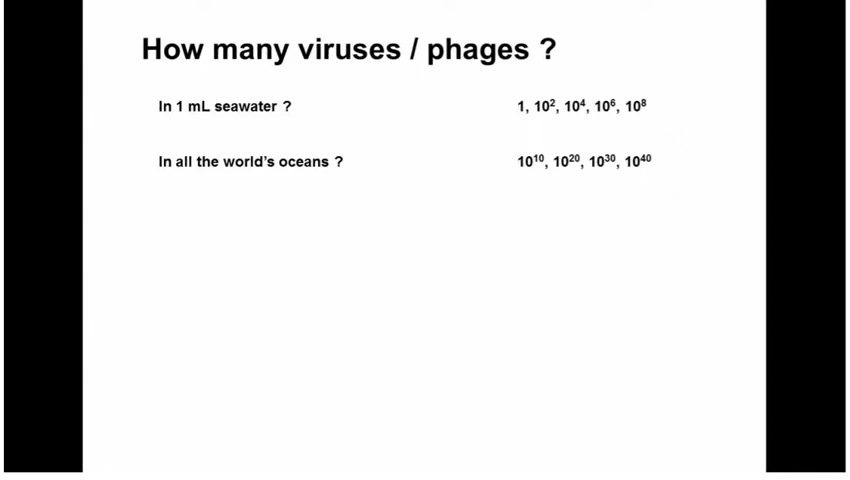 How many viruses / phages ?
In 1 mL seawater ? 1, 10², 10⁴, 10⁶, 10⁸
In all the world's oceans ? 10¹⁰, 10²⁰, 10³⁰, 10⁴⁰